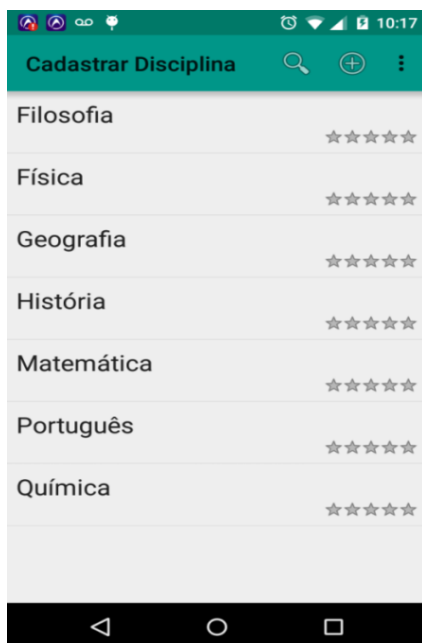 10:17
Cadastrar Disciplina
Filosofia
Física
Geografia
História
Matemática
Português
Química